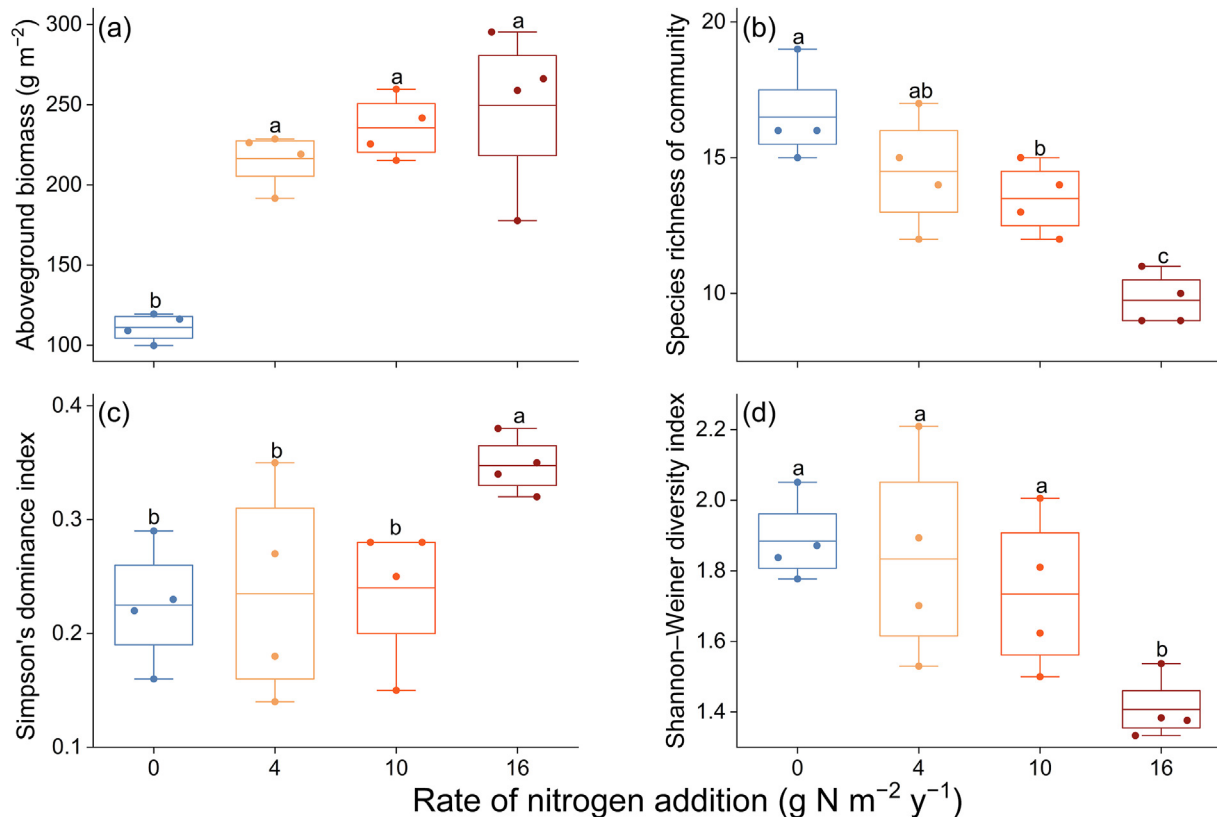 (a)
Aboveground biomass (g m⁻²)
300
250
200
150
100
b
a
a
a
(b)
Species richness of community
20
15
10
a
ab
b
c
(c)
Simpson's dominance index
0.4
0.3
0.2
0.1
b
b
b
a
0
4
10
16
(d)
Shannon–Weiner diversity index
2.2
2.0
1.8
1.6
1.4
a
a
a
b
0
4
10
16
Rate of nitrogen addition (g N m⁻² y⁻¹)